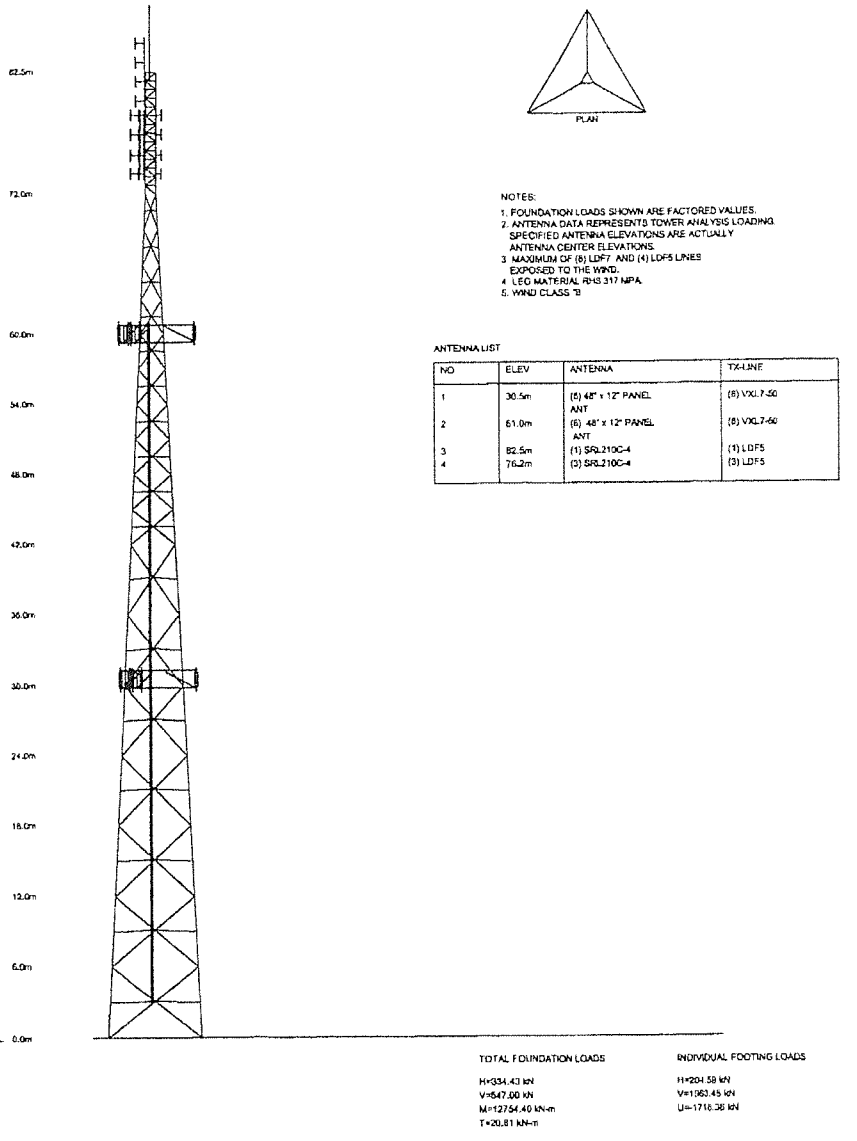 82.5m
72.0m
60.0m
54.0m
48.0m
42.0m
36.0m
30.0m
24.0m
18.0m
12.0m
6.0m
0.0m
PLAN
NOTES:
1. FOUNDATION LOADS SHOWN ARE FACTORED VALUES.
2. ANTENNA DATA REPRESENTS TOWER ANALYSIS LOADING.
SPECIFIED ANTENNA ELEVATIONS ARE ACTUALLY
ANTENNA CENTER ELEVATIONS.
3 MAXIMUM OF (6) LDF7 AND (4) LDF5 LINES
EXPOSED TO THE WIND.
4 LEG MATERIAL RHS 317 MPA
5. WIND CLASS "B
ANTENNA LIST
NO ELEV ANTENNA TX-LINE
1 30.5m (6) 48" x 12" PANEL (6) VXL7-50
ANT
2 61.0m (6) 48" x 12" PANEL (6) VXL7-50
ANT
3 82.5m (1) SRL210C-4 (1) LDF5
4 76.2m (3) SRL210C-4 (3) LDF5
TOTAL FOUNDATION LOADS
H=334.43 kN
V=547.00 kN
M=12754.40 kN-m
T=20.81 kN-m
INDIVIDUAL FOOTING LOADS
H=204.59 kN
V=1963.45 kN
U=-1716.36 kN